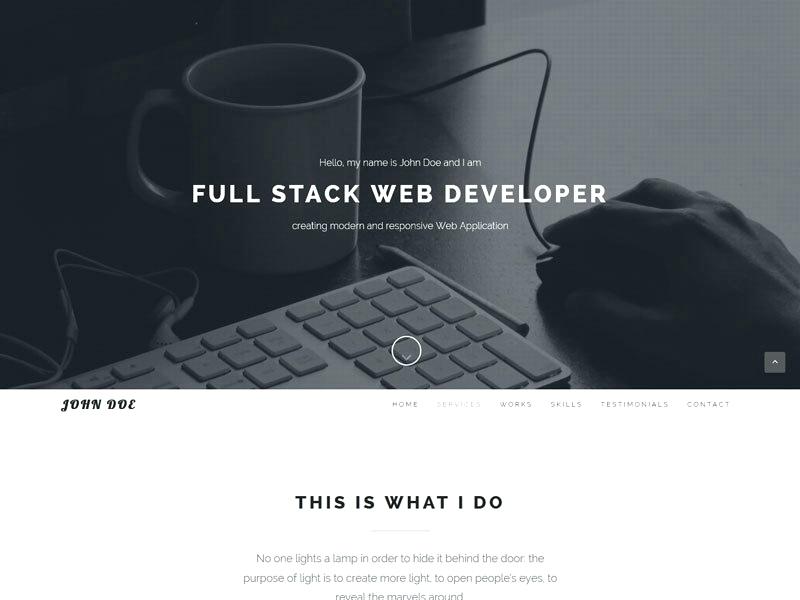 Hello, my name is John Doe and I am
FULL STACK WEB DEVELOPER
creating modern and responsive Web Application
JOHN DOE
HOME SERVICES WORKS SKILLS TESTIMONIALS CONTACT
THIS IS WHAT I DO
No one lights a lamp in order to hide it behind the door: the
purpose of light is to create more light, to open people's eyes, to
reveal the marvels around.